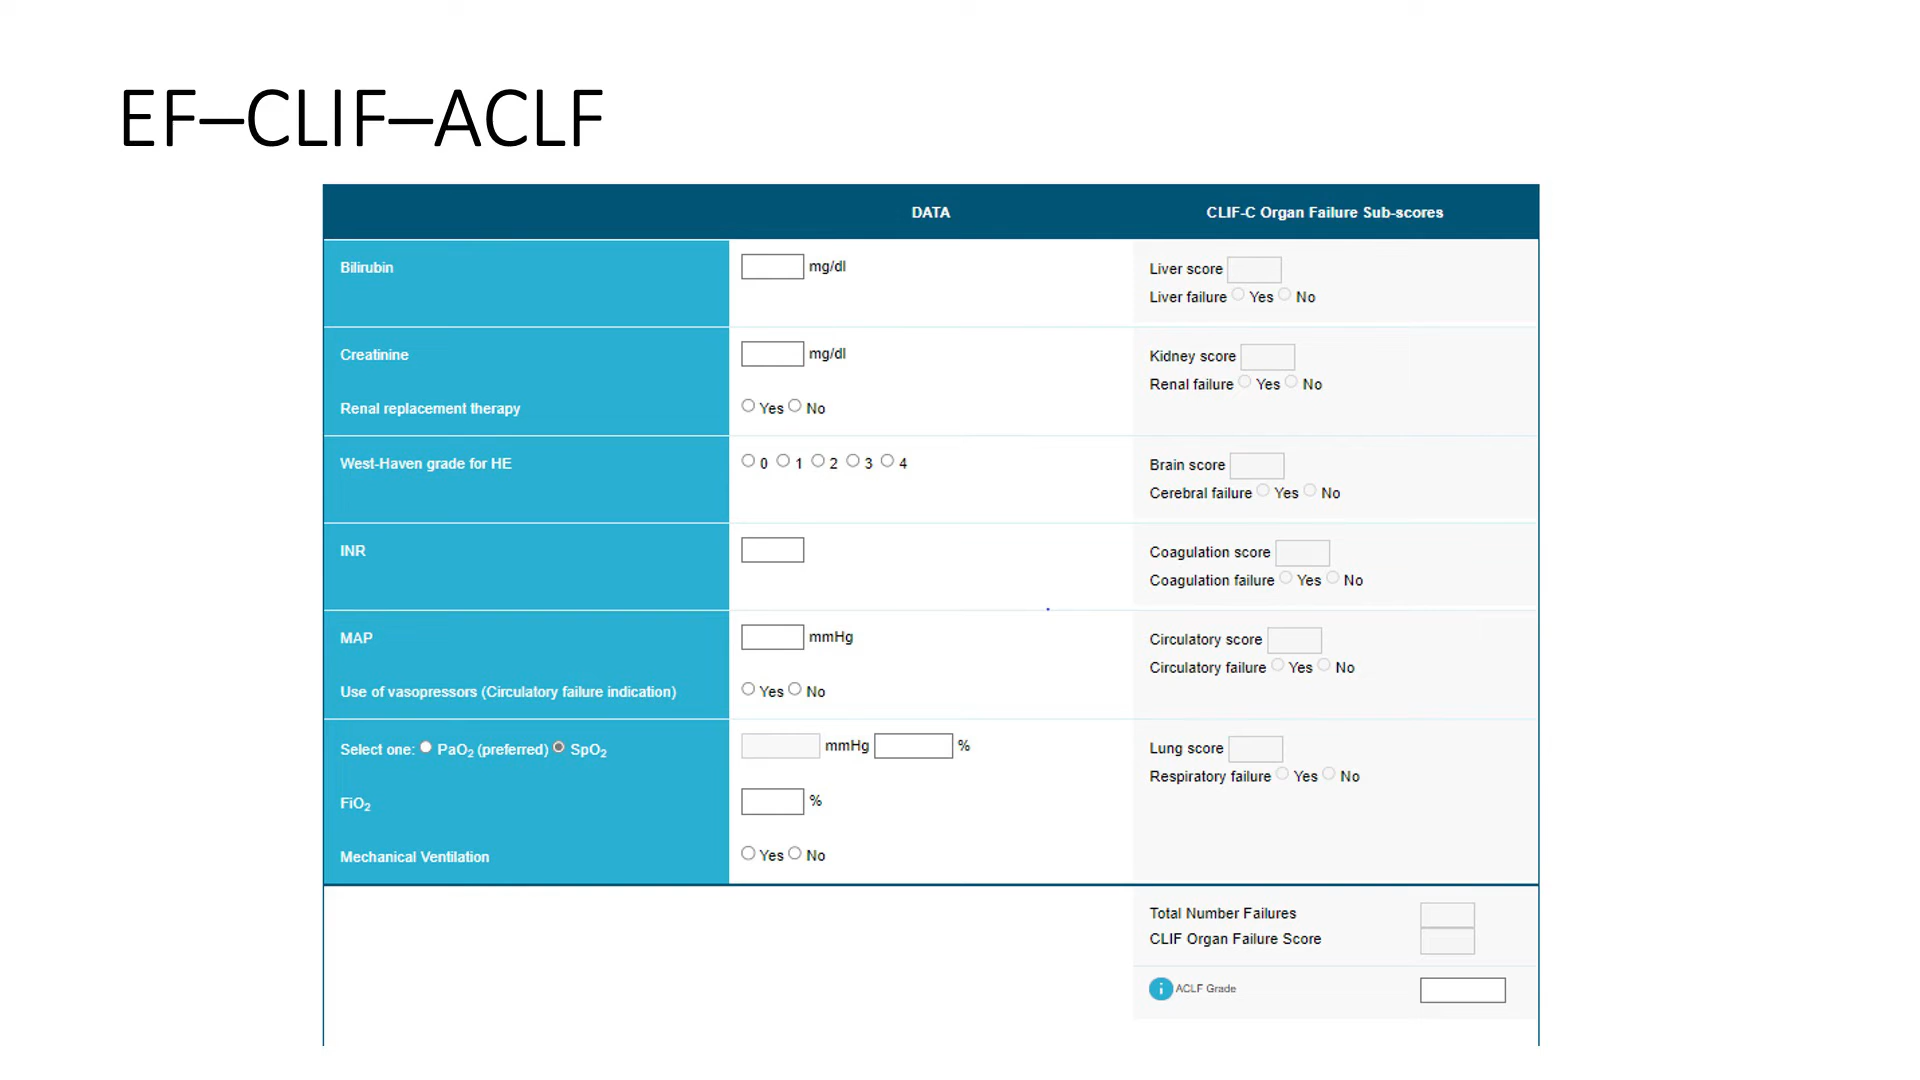 EF–CLIF–ACLF
DATA CLIF-C Organ Failure Sub-scores
Bilirubin mg/dl Liver score
Liver failure Yes No
Creatinine mg/dl Kidney score
Renal failure Yes No
Renal replacement therapy Yes No
West-Haven grade for HE 0 1 2 3 4 Brain score
Cerebral failure Yes No
INR Coagulation score
Coagulation failure Yes No
MAP mmHg Circulatory score
Circulatory failure Yes No
Use of vasopressors (Circulatory failure indication) Yes No
Select one: PaO2 (preferred) SpO2 mmHg % Lung score
Respiratory failure Yes No
FiO2 %
Mechanical Ventilation Yes No
Total Number Failures
CLIF Organ Failure Score
i ACLF Grade